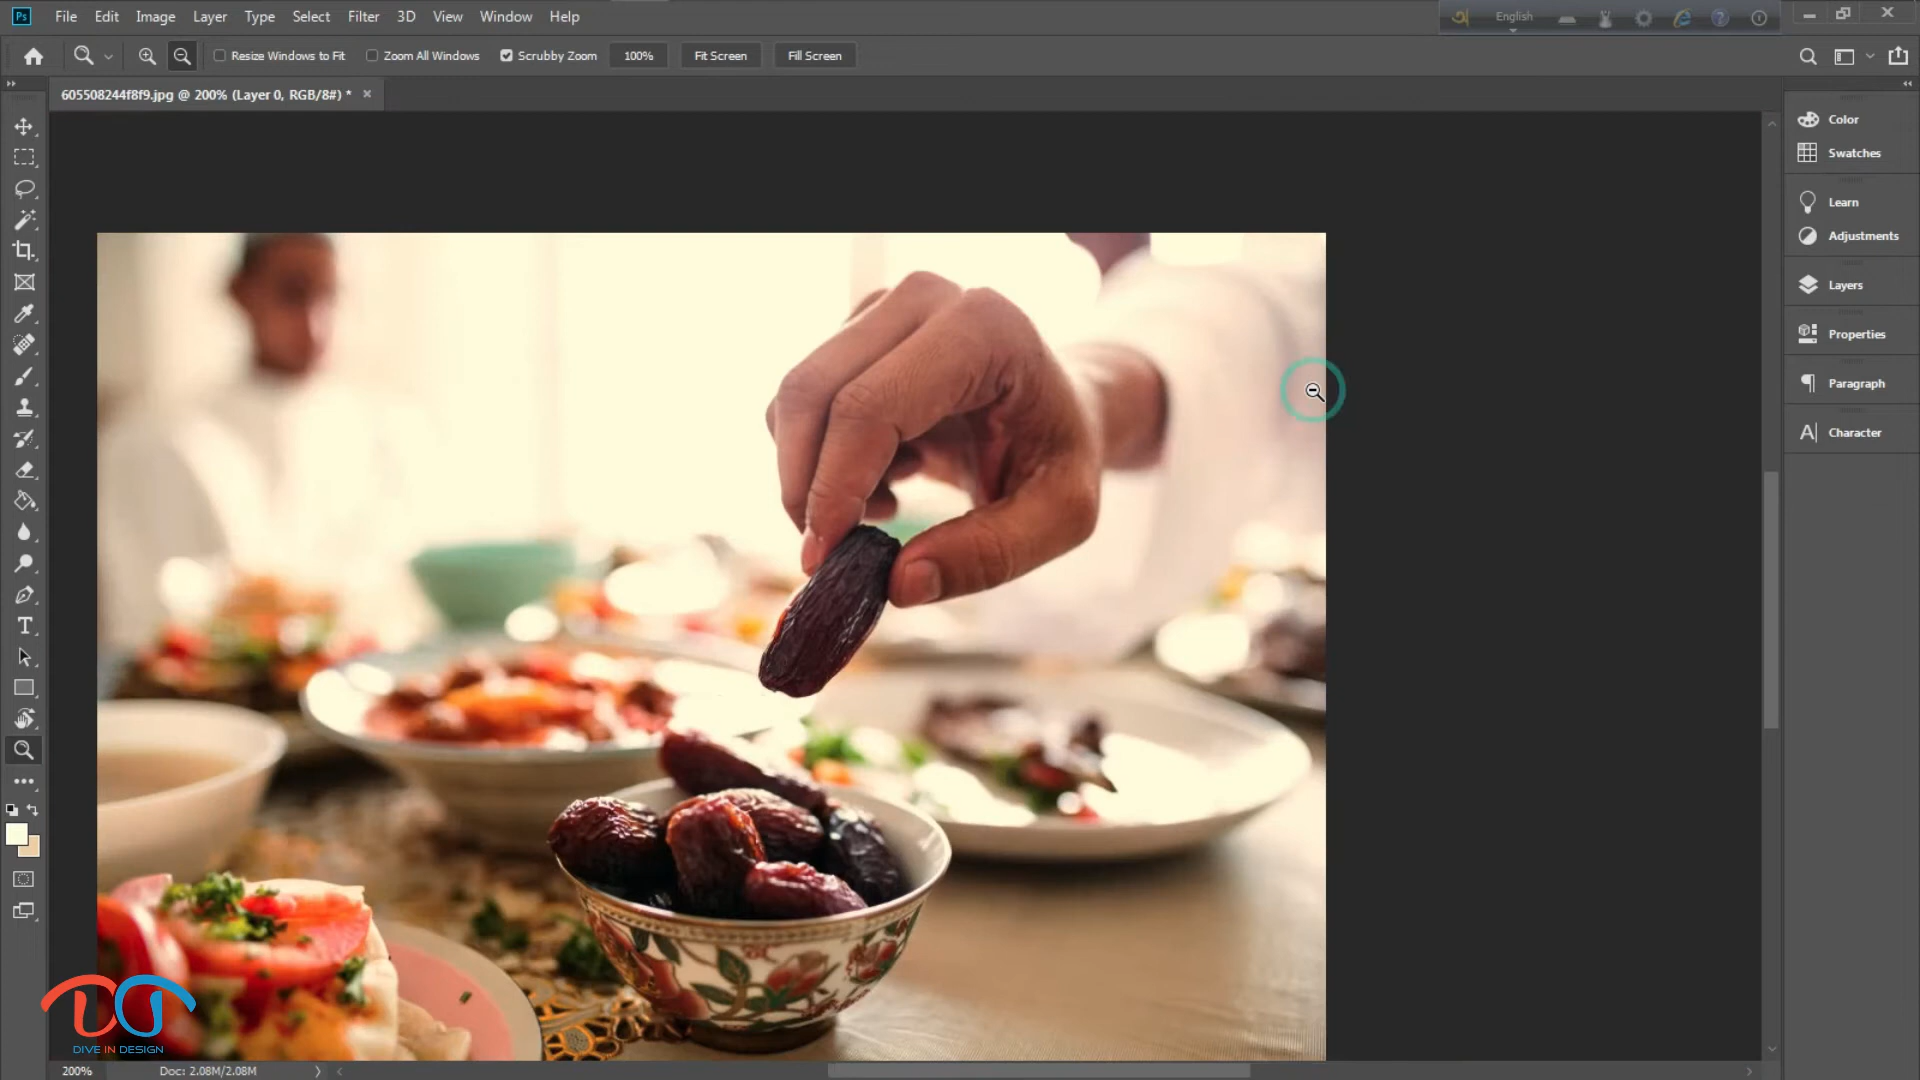 Ps File Edit Image Layer Type Select Filter 3D View Window Help
English
Resize Windows to Fit Zoom All Windows Scrubby Zoom 100% Fit Screen Fill Screen
605508244f8f9.jpg @ 200% (Layer 0, RGB/8#) *
Color
Swatches
Learn
Adjustments
Layers
Properties
Paragraph
Character
DIVE IN DESIGN
200% Doc: 2.08M/2.08M